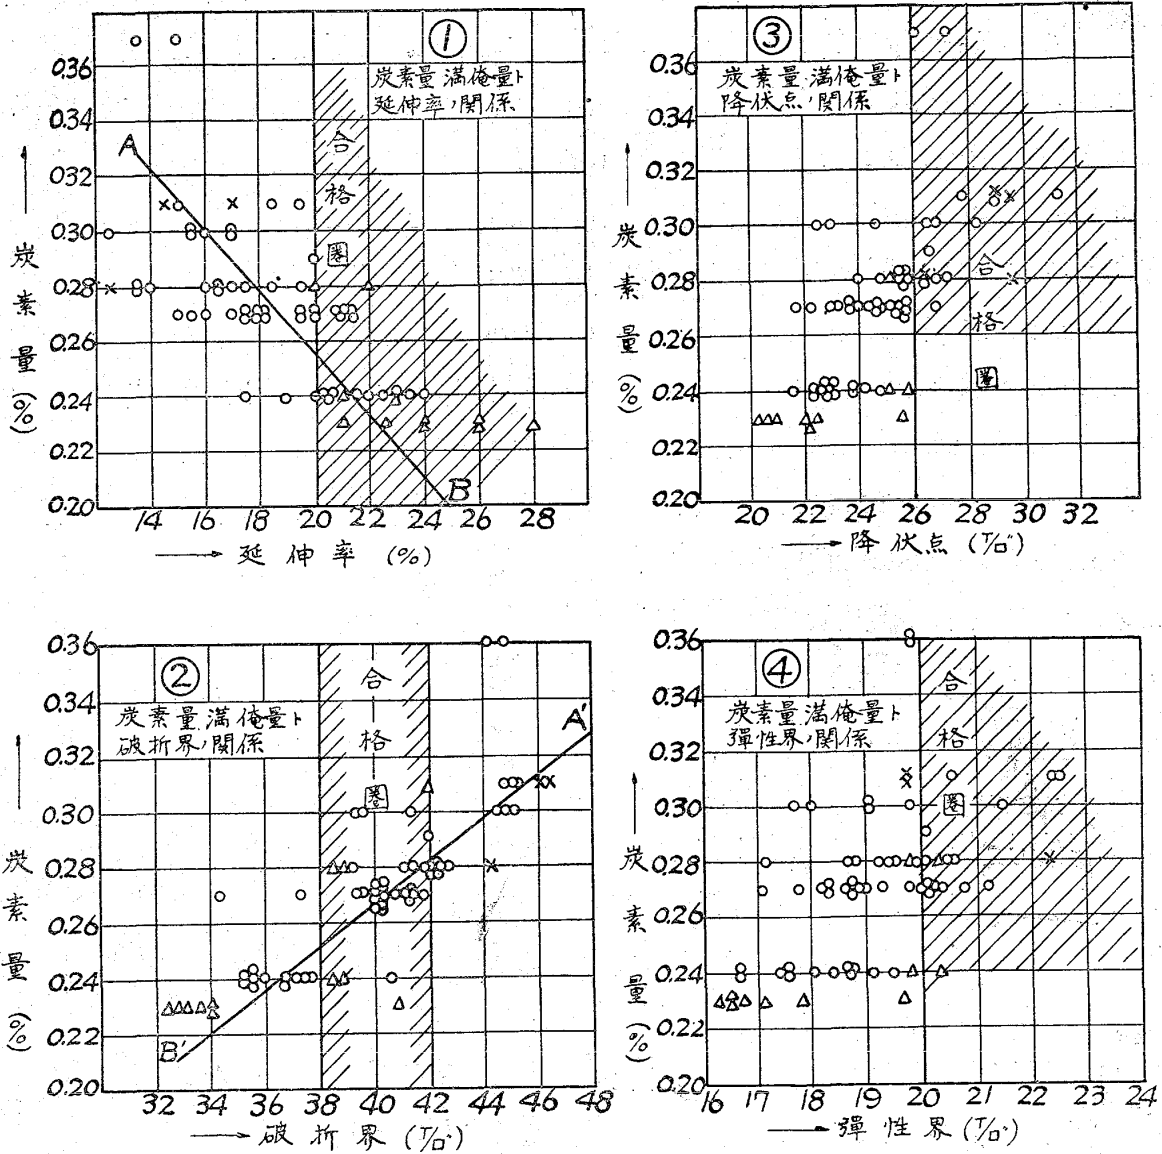 ①
炭素量, 満俺量ト
延伸率ノ関係
0.36
0.34
0.32
0.30
0.28
0.26
0.24
0.22
0.20
14 16 18 20 22 24 26 28
炭素量(%)
延伸率(%)
合格圏
A
B
③
炭素量, 満俺量ト
降伏点ノ関係
0.36
0.34
0.32
0.30
0.28
0.26
0.24
0.22
0.20
20 22 24 26 28 30 32
炭素量(%)
降伏点(T/□")
合格圏
②
炭素量, 満俺量ト
破折界ノ関係
0.36
0.34
0.32
0.30
0.28
0.26
0.24
0.22
0.20
32 34 36 38 40 42 44 46 48
炭素量(%)
破折界(T/□")
合格圏
A'
B'
④
炭素量, 満俺量ト
彈性界ノ関係
0.36
0.34
0.32
0.30
0.28
0.26
0.24
0.22
0.20
16 17 18 19 20 21 22 23 24
炭素量(%)
彈性界(T/□")
合格圏